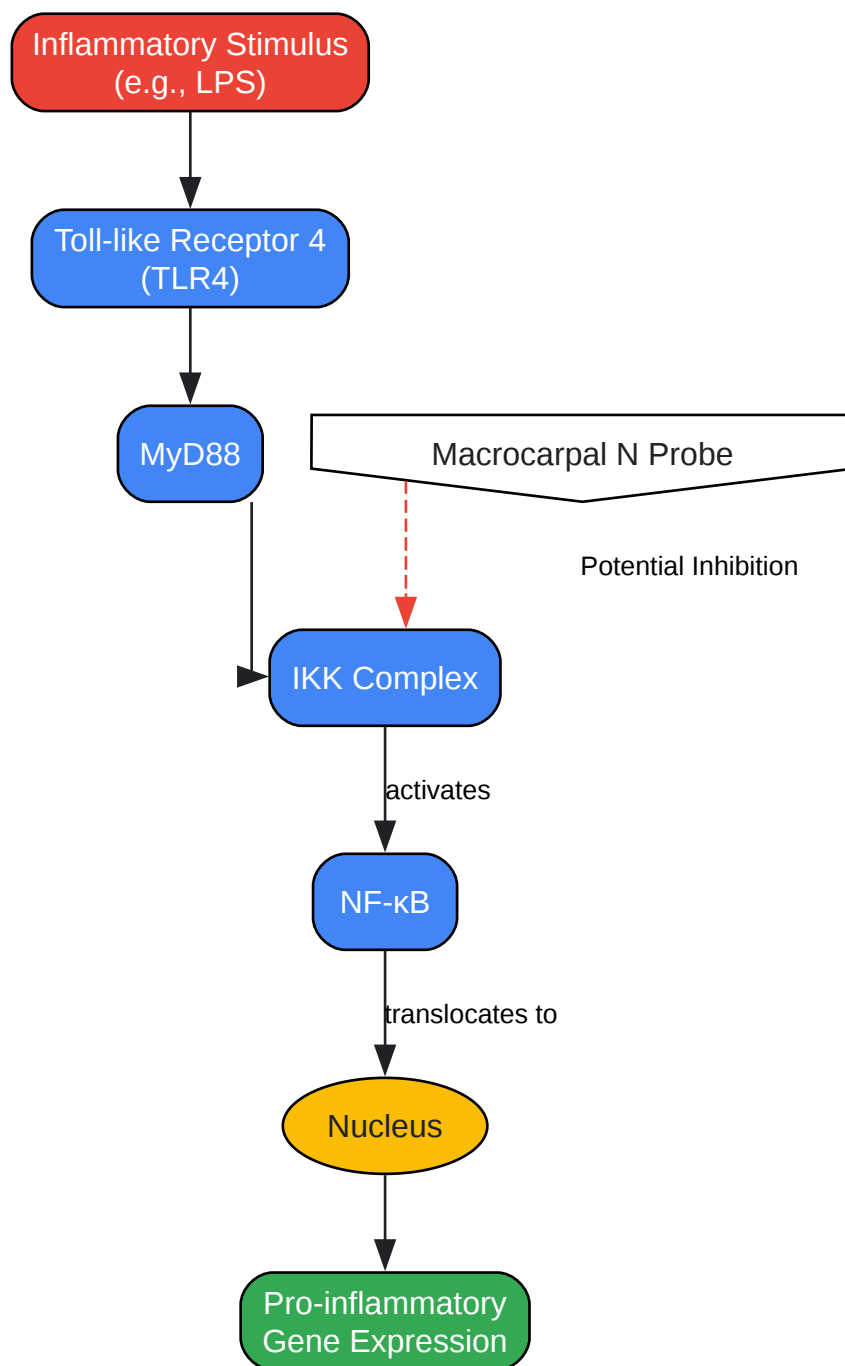 Inflammatory Stimulus
(e.g., LPS)
Toll-like Receptor 4
(TLR4)
MyD88
Macrocarpal N Probe
Potential Inhibition
IKK Complex
activates
NF-κB
translocates to
Nucleus
Pro-inflammatory
Gene Expression